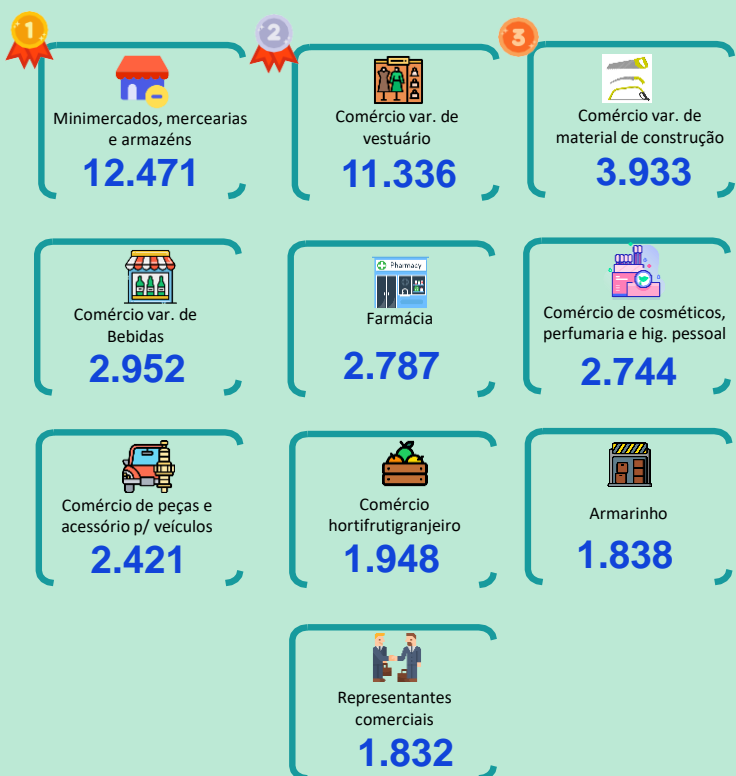 1
Minimercados, mercearias
e armazéns
12.471
2
Comércio var. de
vestuário
11.336
3
Comércio var. de
material de construção
3.933
Comércio var. de
Bebidas
2.952
Pharmacy
Farmácia
2.787
Comércio de cosméticos,
perfumaria e hig. pessoal
2.744
Comércio de peças e
acessório p/ veículos
2.421
Comércio
hortifrutigranjeiro
1.948
Armarinho
1.838
Representantes
comerciais
1.832